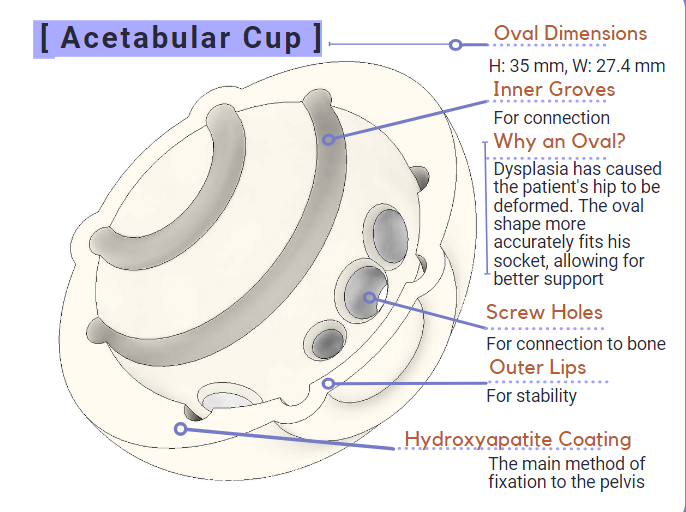 [ Acetabular Cup ]
Oval Dimensions
H: 35 mm, W: 27.4 mm
Inner Groves
For connection
Why an Oval?
Dysplasia has caused
the patient's hip to be
deformed. The oval
shape more
accurately fits his
socket, allowing for
better support
Screw Holes
For connection to bone
Outer Lips
For stability
Hydroxyapatite Coating
The main method of
fixation to the pelvis